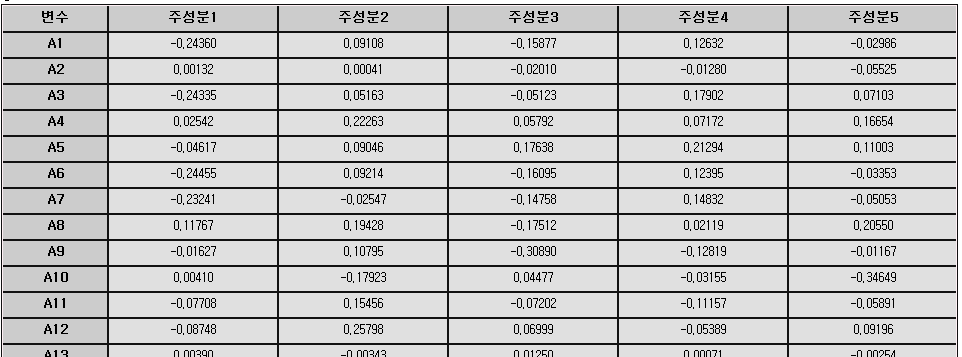 변수 주성분1 주성분2 주성분3 주성분4 주성분5
A1 -0,24360 0,09108 -0,15877 0,12632 -0,02986
A2 0,00132 0,00041 -0,02010 -0,01280 -0,05525
A3 -0,24335 0,05163 -0,05123 0,17902 0,07103
A4 0,02542 0,22263 0,05792 0,07172 0,16654
A5 -0,04617 0,09046 0,17638 0,21294 0,11003
A6 -0,24455 0,09214 -0,16095 0,12395 -0,03353
A7 -0,23241 -0,02547 -0,14758 0,14832 -0,05053
A8 0,11767 0,19428 -0,17512 0,02119 0,20550
A9 -0,01627 0,10795 -0,30890 -0,12819 -0,01167
A10 0,00410 -0,17923 0,04477 -0,03155 -0,34649
A11 -0,07708 0,15456 -0,07202 -0,11157 -0,05891
A12 -0,08748 0,25798 0,06999 -0,05389 0,09196
A13 0,00390 -0,00343 0,01250 0,00071 -0,00254